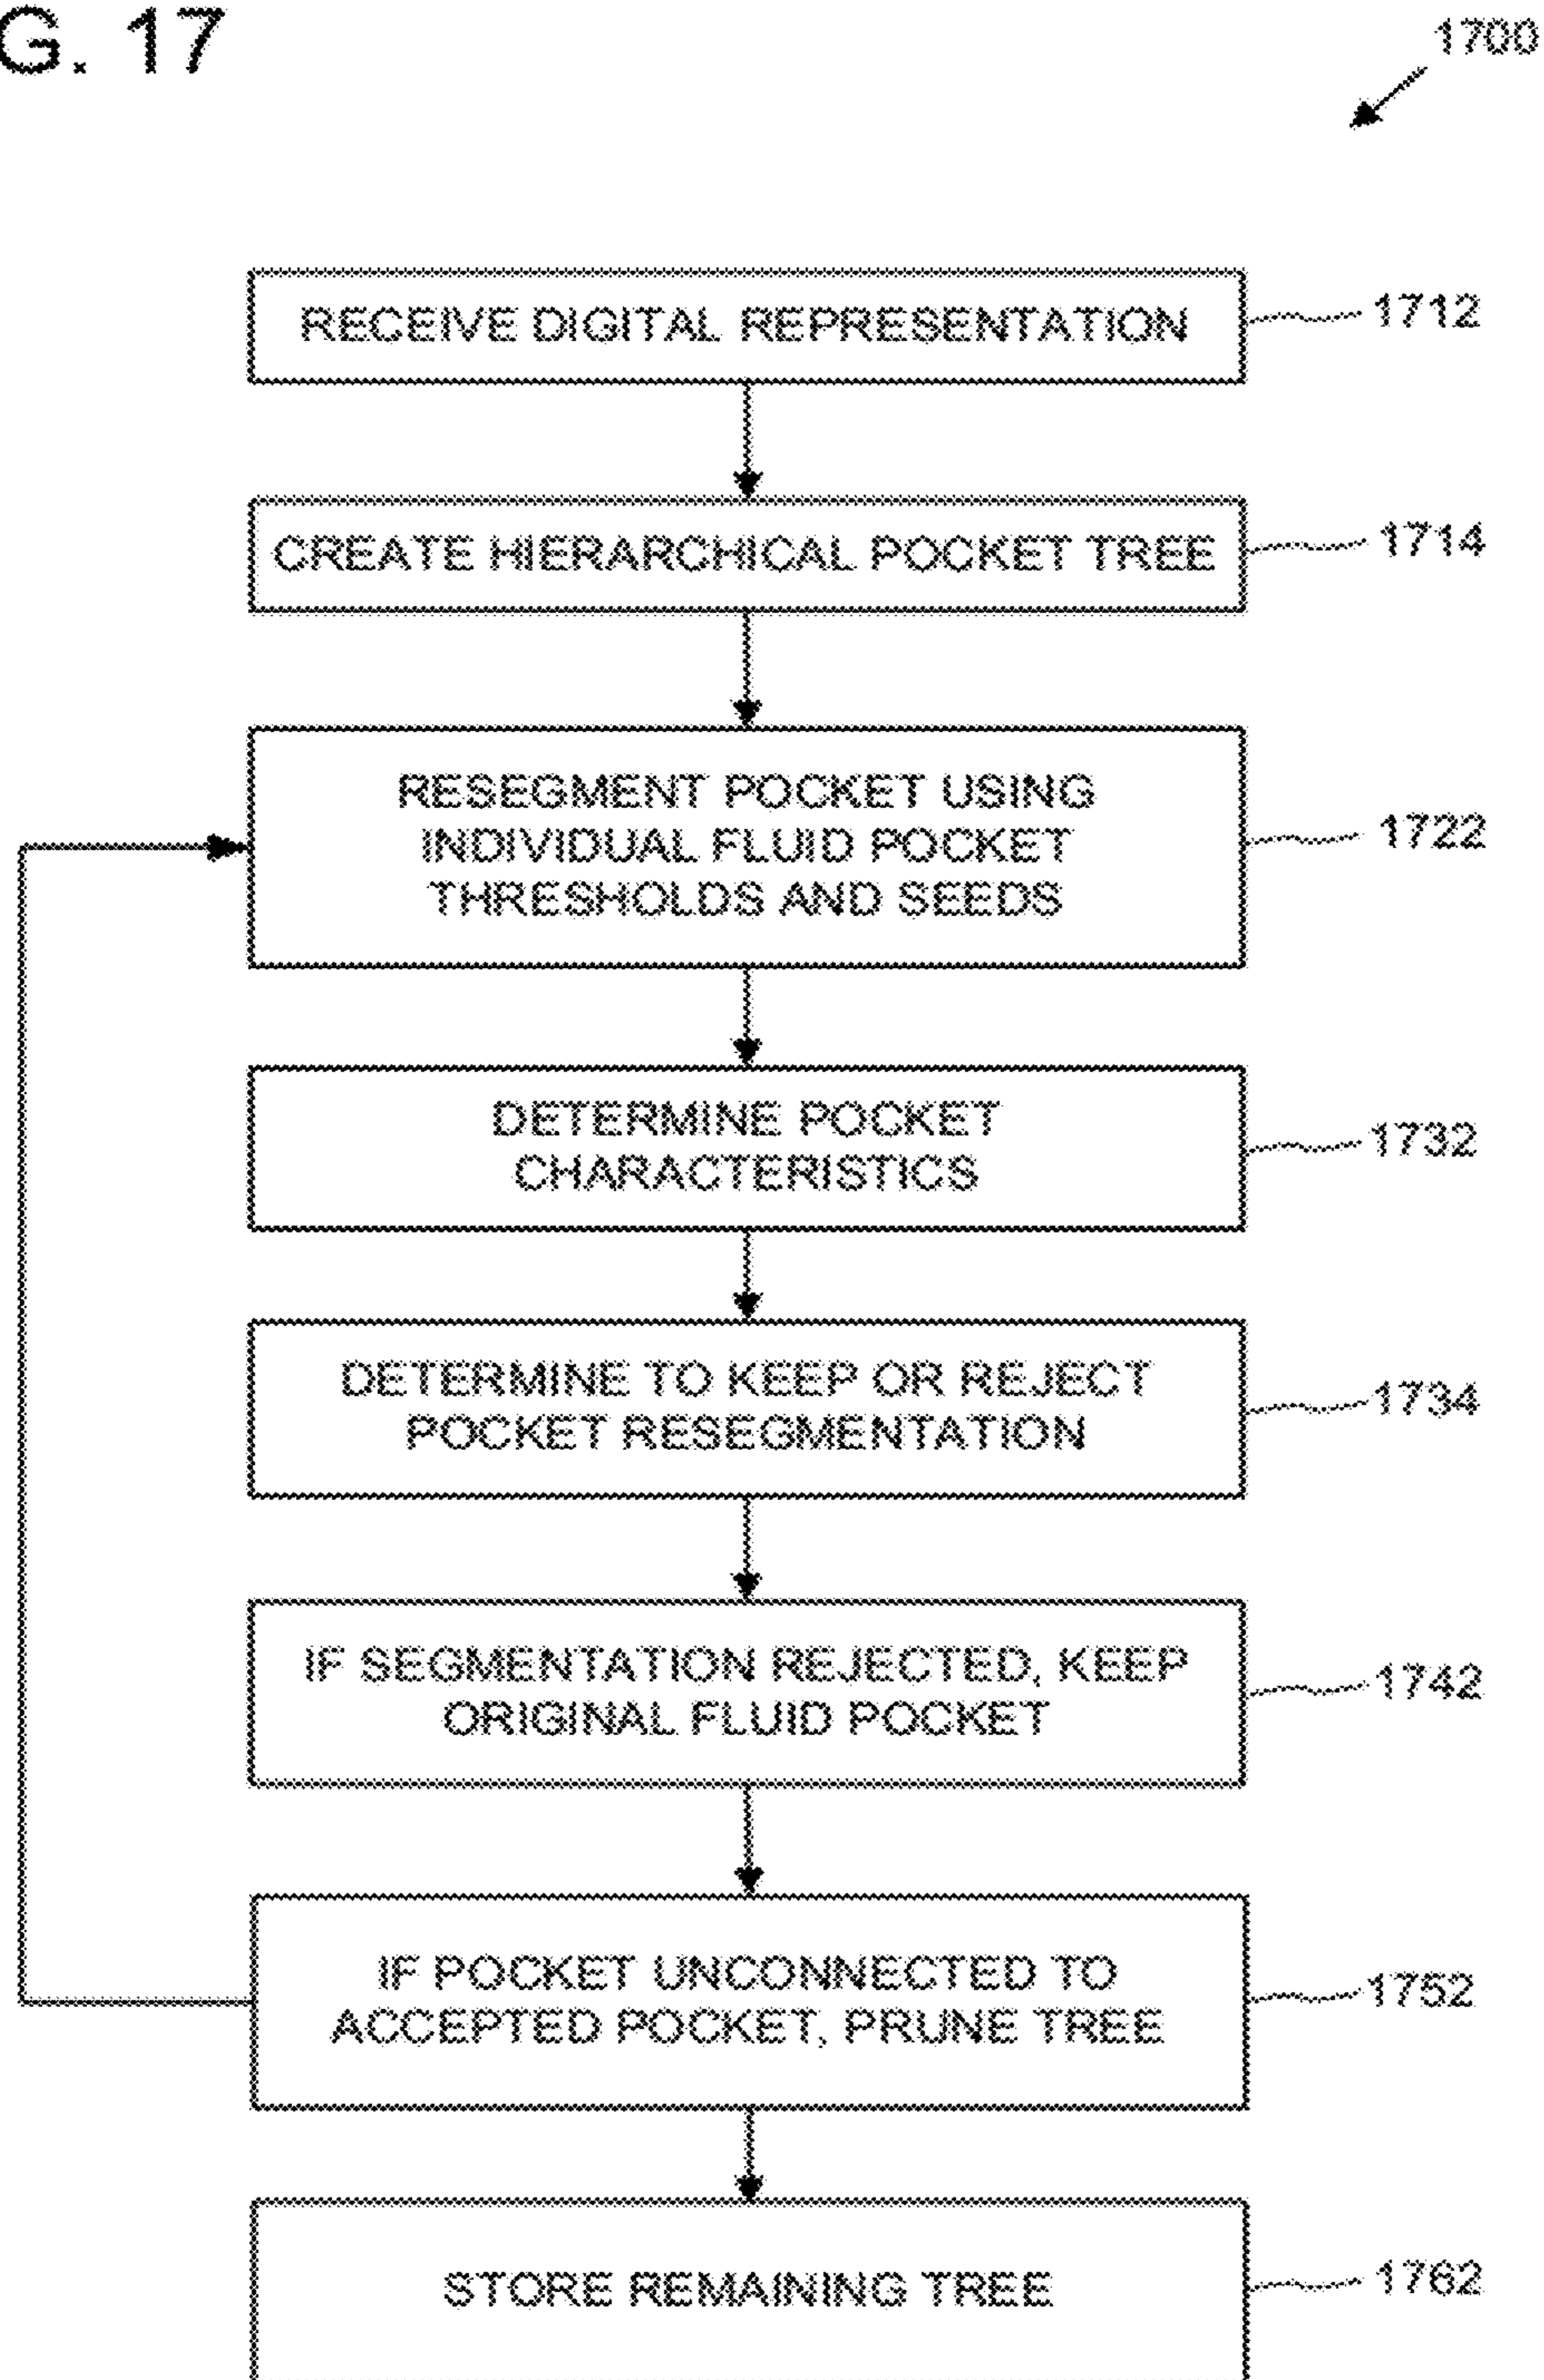 G. 17
1700
RECEIVE DIGITAL REPRESENTATION
1712
CREATE HIERARCHICAL POCKET TREE
1714
RESEGMENT POCKET USING
INDIVIDUAL FLUID POCKET
THRESHOLDS AND SEEDS
1722
DETERMINE POCKET
CHARACTERISTICS
1732
DETERMINE TO KEEP OR REJECT
POCKET RESEGMENTATION
1734
IF SEGMENTATION REJECTED, KEEP
ORIGINAL FLUID POCKET
1742
IF POCKET UNCONNECTED TO
ACCEPTED POCKET, PRUNE TREE
1752
STORE REMAINING TREE
1762